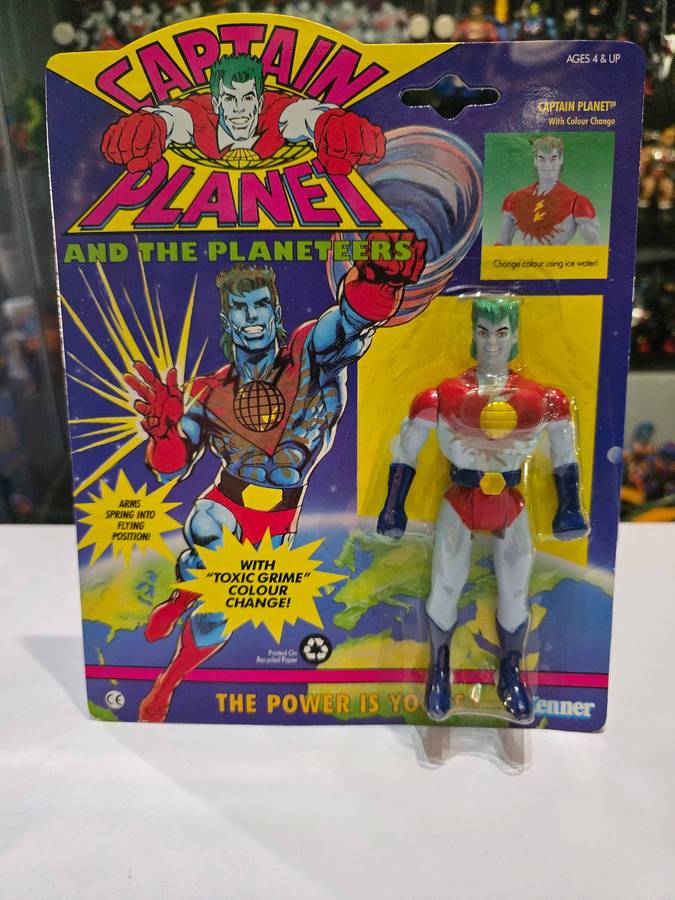 AGES 4 & UP
CAPTAIN
PLANET
AND THE PLANETEERS
CAPTAIN PLANET™
With Colour Change
Change colour using ice water!
ARMS
SPRING INTO
FLYING
POSITION!
WITH
"TOXIC GRIME"
COLOUR
CHANGE!
Printed On
Recycled Paper
CE
THE POWER IS
Kenner